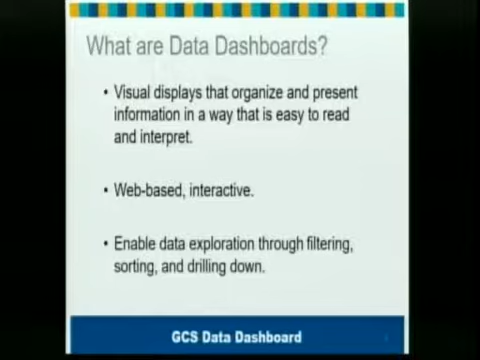 What are Data Dashboards?
• Visual displays that organize and present
information in a way that is easy to read
and interpret.
• Web-based, interactive.
• Enable data exploration through filtering,
sorting, and drilling down.
GCS Data Dashboard